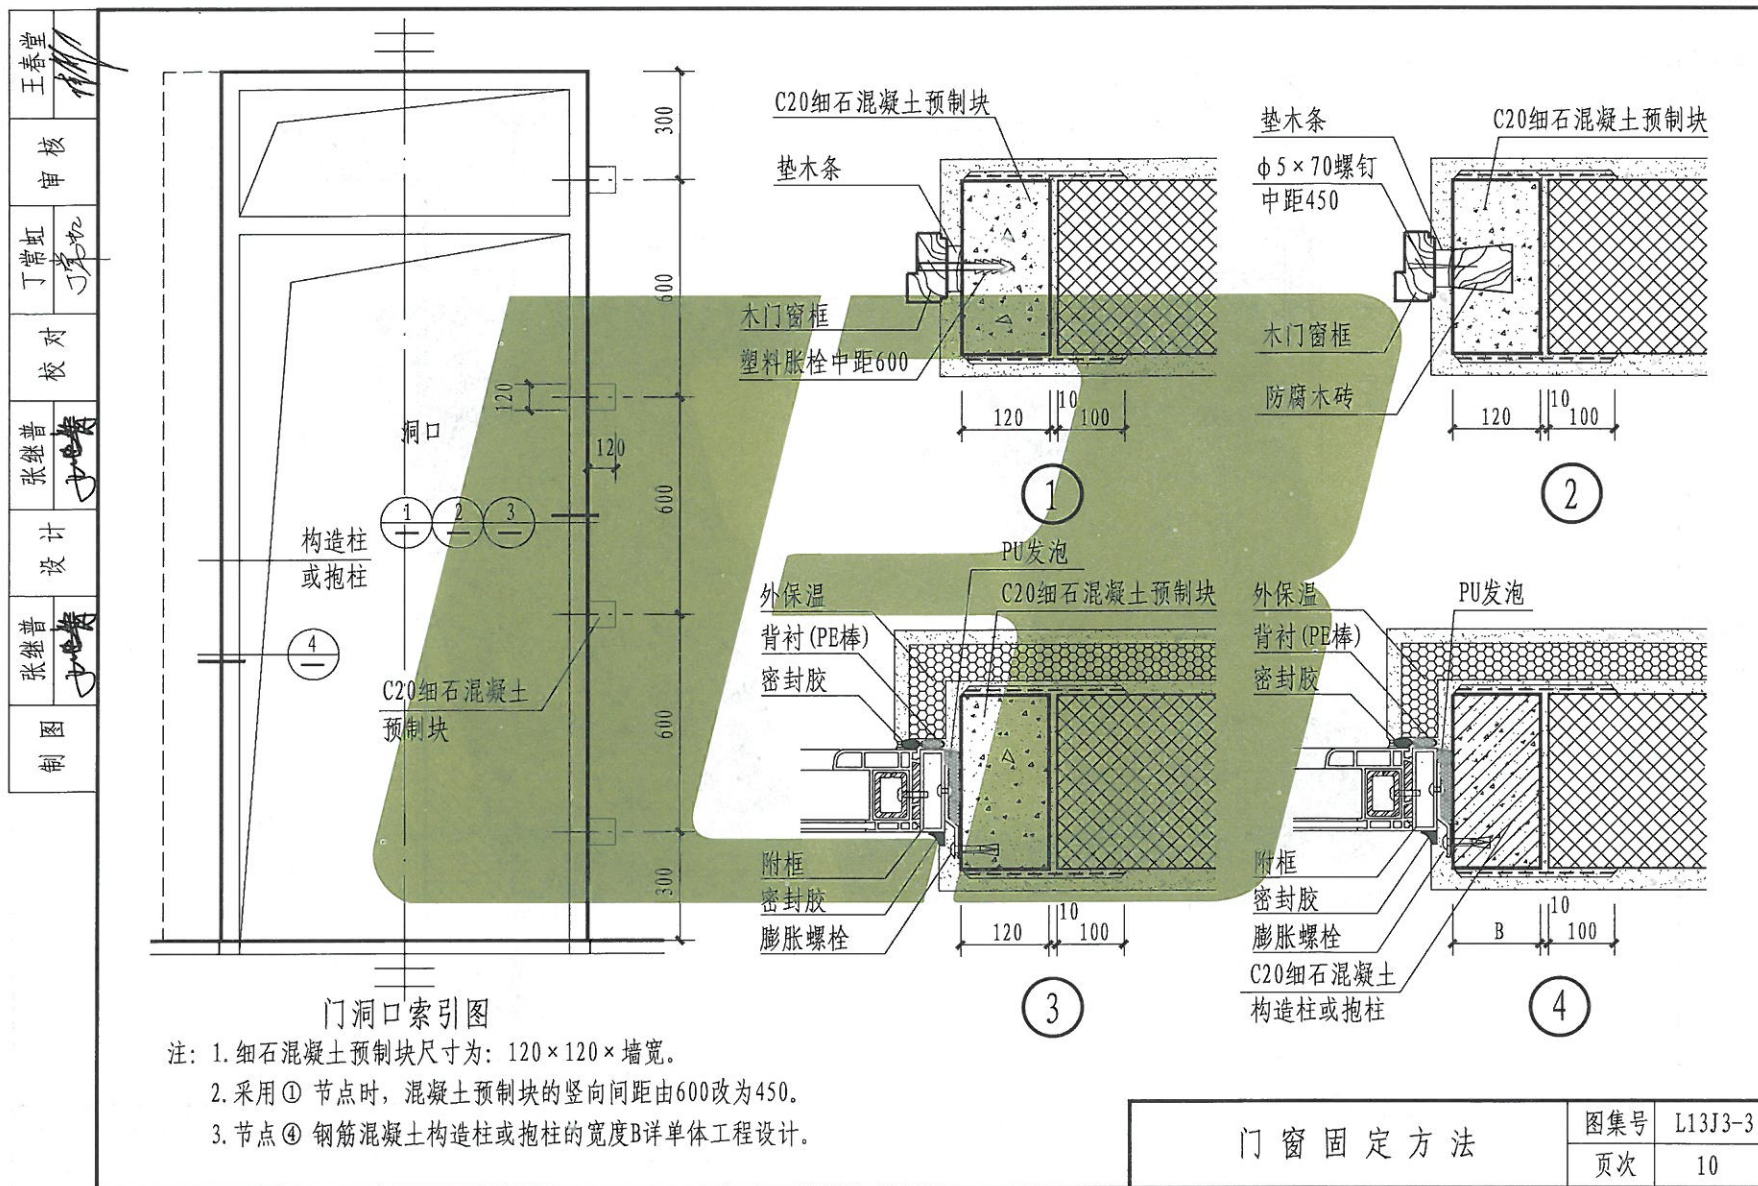 王春堂
审核
丁常虹
校对
张继普
设计
张继普
制图
300
600
600
600
300
120
120
洞口
1
2
3
构造柱
或抱柱
4
C20细石混凝土
预制块
门洞口索引图
C20细石混凝土预制块
垫木条
木门窗框
塑料胀栓中距600
120
10
100
1
垫木条
C20细石混凝土预制块
φ5×70螺钉
中距450
木门窗框
防腐木砖
120
10
100
2
PU发泡
外保温
C20细石混凝土预制块
背衬(PE棒)
密封胶
附框
密封胶
膨胀螺栓
120
10
100
3
外保温
PU发泡
背衬(PE棒)
密封胶
附框
密封胶
膨胀螺栓
C20细石混凝土
构造柱或抱柱
B
10
100
4
注: 1.细石混凝土预制块尺寸为: 120×120×墙宽。
2.采用① 节点时, 混凝土预制块的竖向间距由600改为450。
3.节点④ 钢筋混凝土构造柱或抱柱的宽度B详单体工程设计。
门窗固定方法
图集号 L13J3-3
页次 10